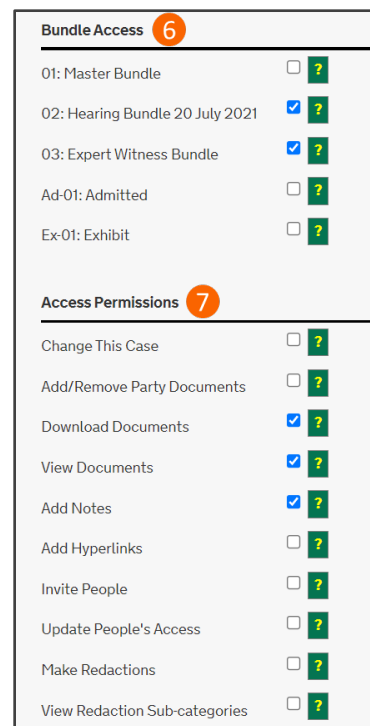 Bundle Access 6
01: Master Bundle ?
02: Hearing Bundle 20 July 2021 ?
03: Expert Witness Bundle ?
Ad-01: Admitted ?
Ex-01: Exhibit ?
Access Permissions 7
Change This Case ?
Add/Remove Party Documents ?
Download Documents ?
View Documents ?
Add Notes ?
Add Hyperlinks ?
Invite People ?
Update People's Access ?
Make Redactions ?
View Redaction Sub-categories ?